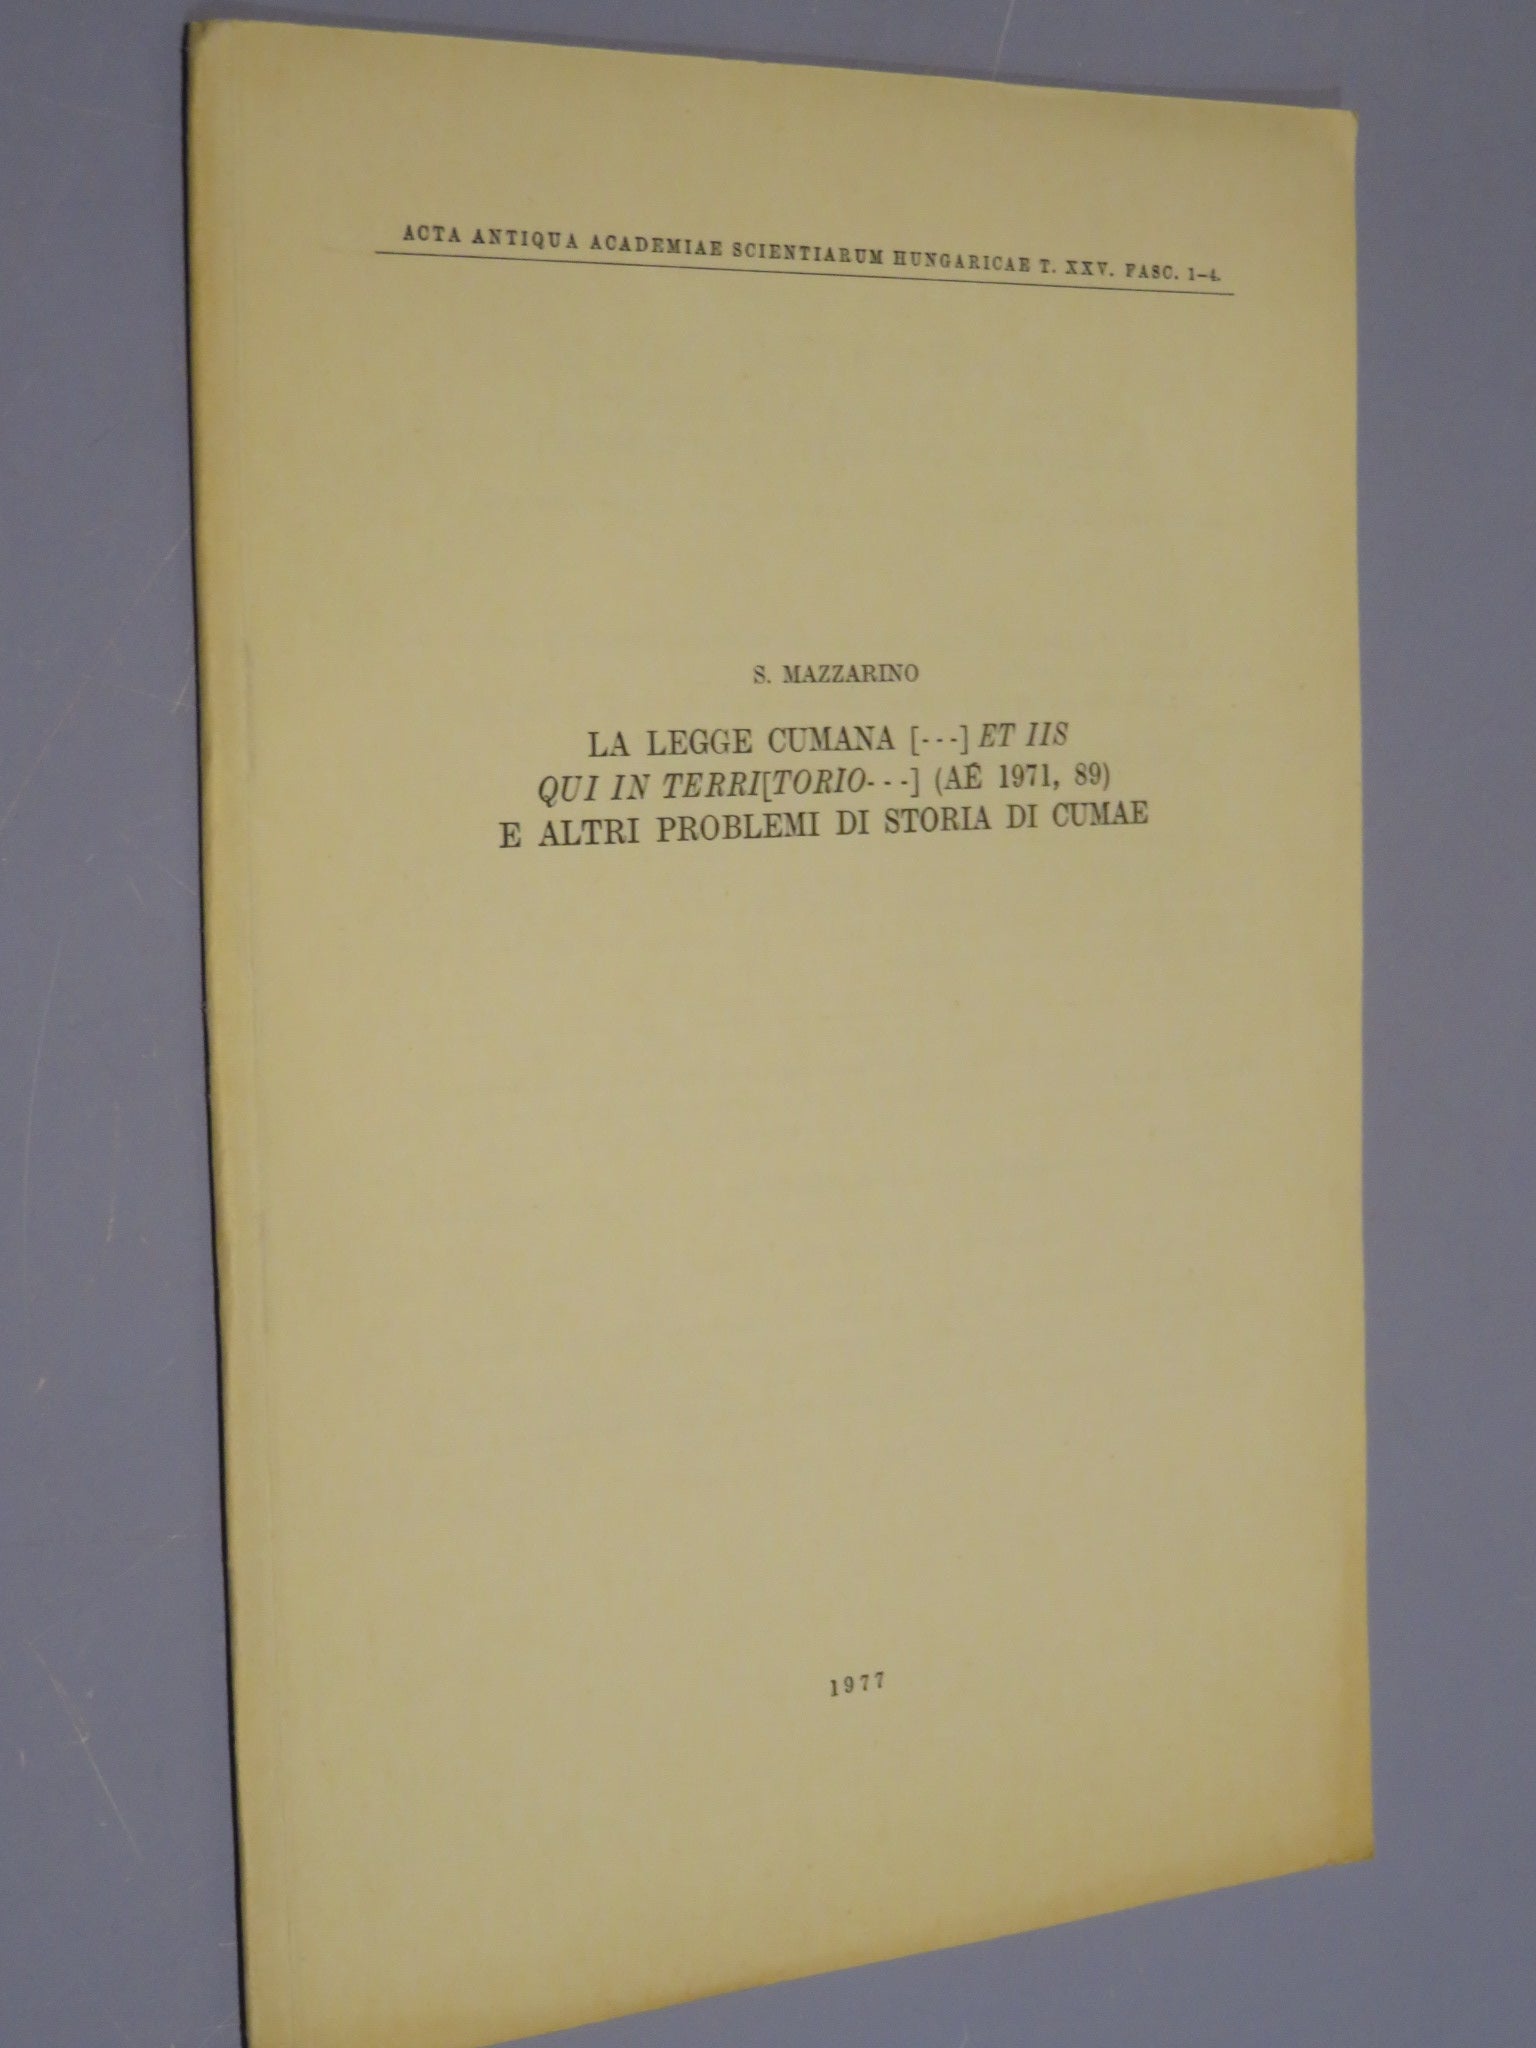 ACTA ANTIQUA ACADEMIAE SCIENTIARUM HUNGARICAE T. XXV. FASC. 1–4.
S. MAZZARINO
LA LEGGE CUMANA [---] ET IIS
QUI IN TERRI[TORIO---] (AÊ 1971, 89)
E ALTRI PROBLEMI DI STORIA DI CUMAE
1977